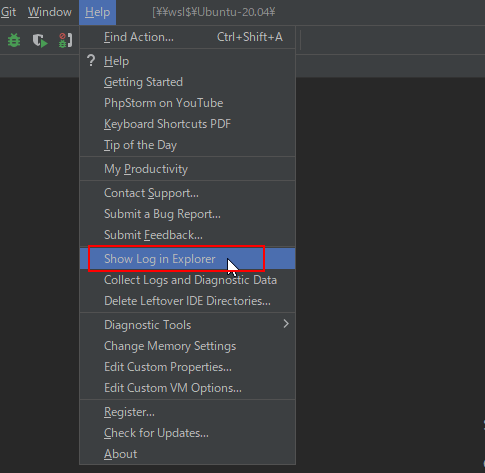 Git Window Help [¥¥wsl$¥Ubuntu-20.04¥
Find Action... Ctrl+Shift+A
? Help
Getting Started
PhpStorm on YouTube
Keyboard Shortcuts PDF
Tip of the Day
My Productivity
Contact Support...
Submit a Bug Report...
Submit Feedback...
Show Log in Explorer
Collect Logs and Diagnostic Data
Delete Leftover IDE Directories...
Diagnostic Tools
Change Memory Settings
Edit Custom Properties...
Edit Custom VM Options...
Register...
Check for Updates...
About